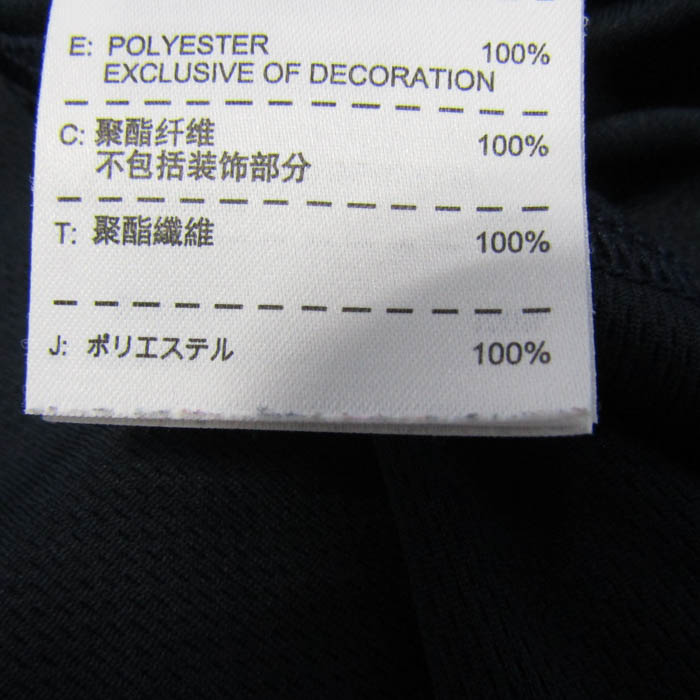 E: POLYESTER 100%
EXCLUSIVE OF DECORATION
C: 聚酯纤维 100%
不包括装饰部分
T: 聚酯纖維 100%
J: ポリエステル 100%